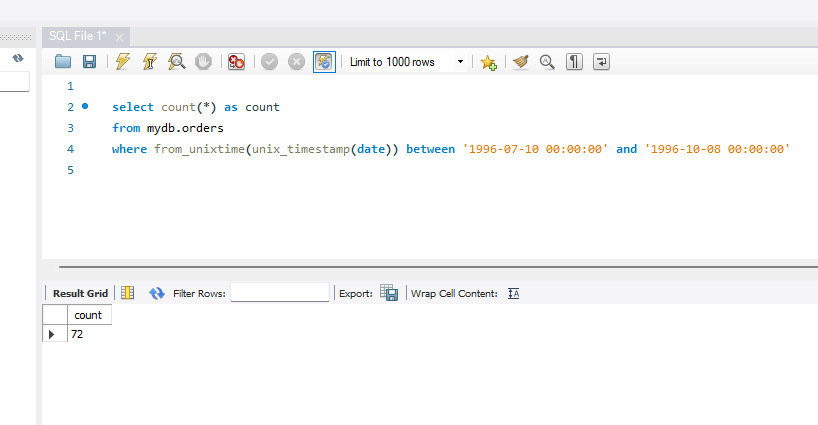 SQL File 1*
Limit to 1000 rows
1
2 select count(*) as count
3 from mydb.orders
4 where from_unixtime(unix_timestamp(date)) between '1996-07-10 00:00:00' and '1996-10-08 00:00:00'
5
Result Grid Filter Rows: Export: Wrap Cell Content:
count
72